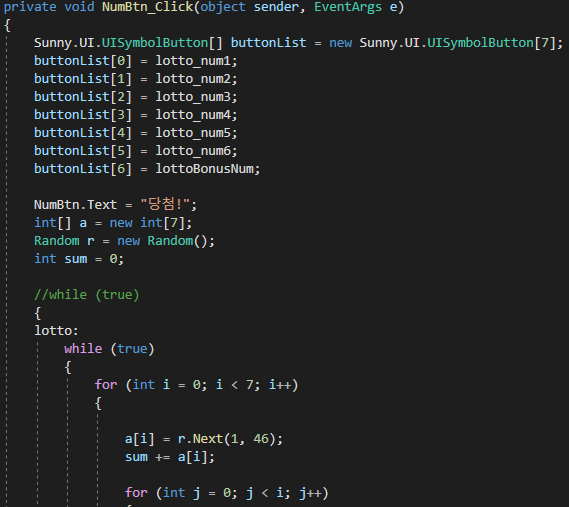 private void NumBtn_Click(object sender, EventArgs e)
{
Sunny.UI.UISymbolButton[] buttonList = new Sunny.UI.UISymbolButton[7];
buttonList[0] = lotto_num1;
buttonList[1] = lotto_num2;
buttonList[2] = lotto_num3;
buttonList[3] = lotto_num4;
buttonList[4] = lotto_num5;
buttonList[5] = lotto_num6;
buttonList[6] = lottoBonusNum;
NumBtn.Text = "당첨!";
int[] a = new int[7];
Random r = new Random();
int sum = 0;
//while (true)
{
lotto:
while (true)
{
for (int i = 0; i < 7; i++)
{
a[i] = r.Next(1, 46);
sum += a[i];
for (int j = 0; j < i; j++)